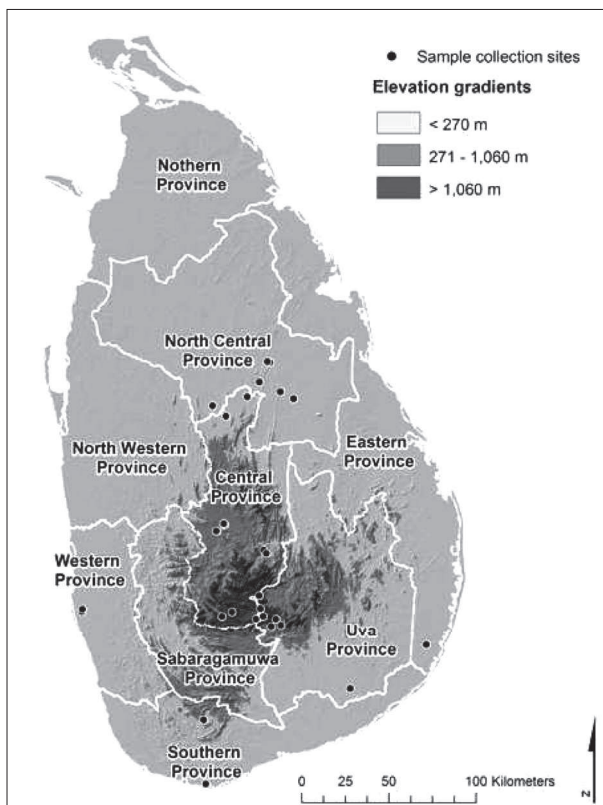 Sample collection sites
Elevation gradients
< 270 m
271 - 1,060 m
> 1,060 m
Nothern
Province
North Central
Province
North Western
Province
Eastern
Province
Central
Province
Western
Province
Uva
Province
Sabaragamuwa
Province
Southern
Province
0 25 50 100 Kilometers
N